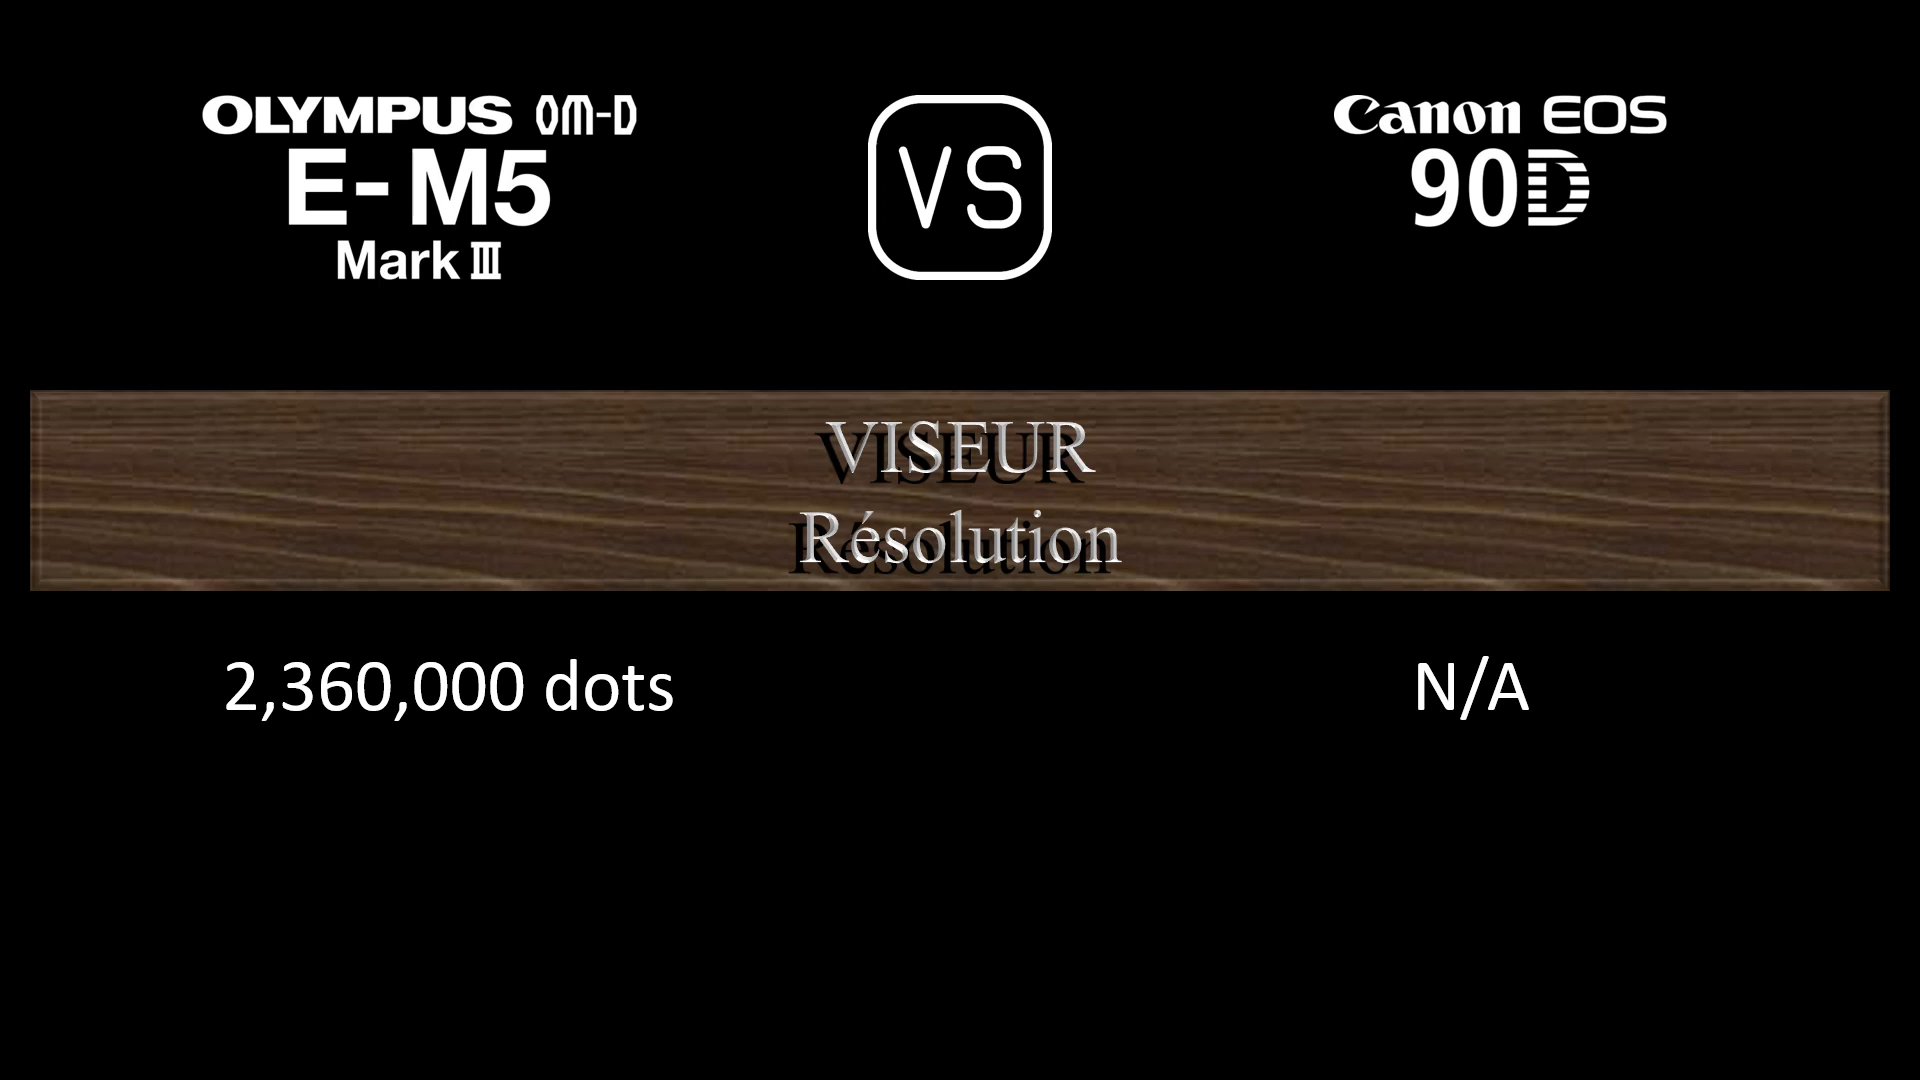 OLYMPUS OM-D
E-M5
Mark III
VS
Canon EOS
90D
VISEUR
Résolution
2,360,000 dots
N/A